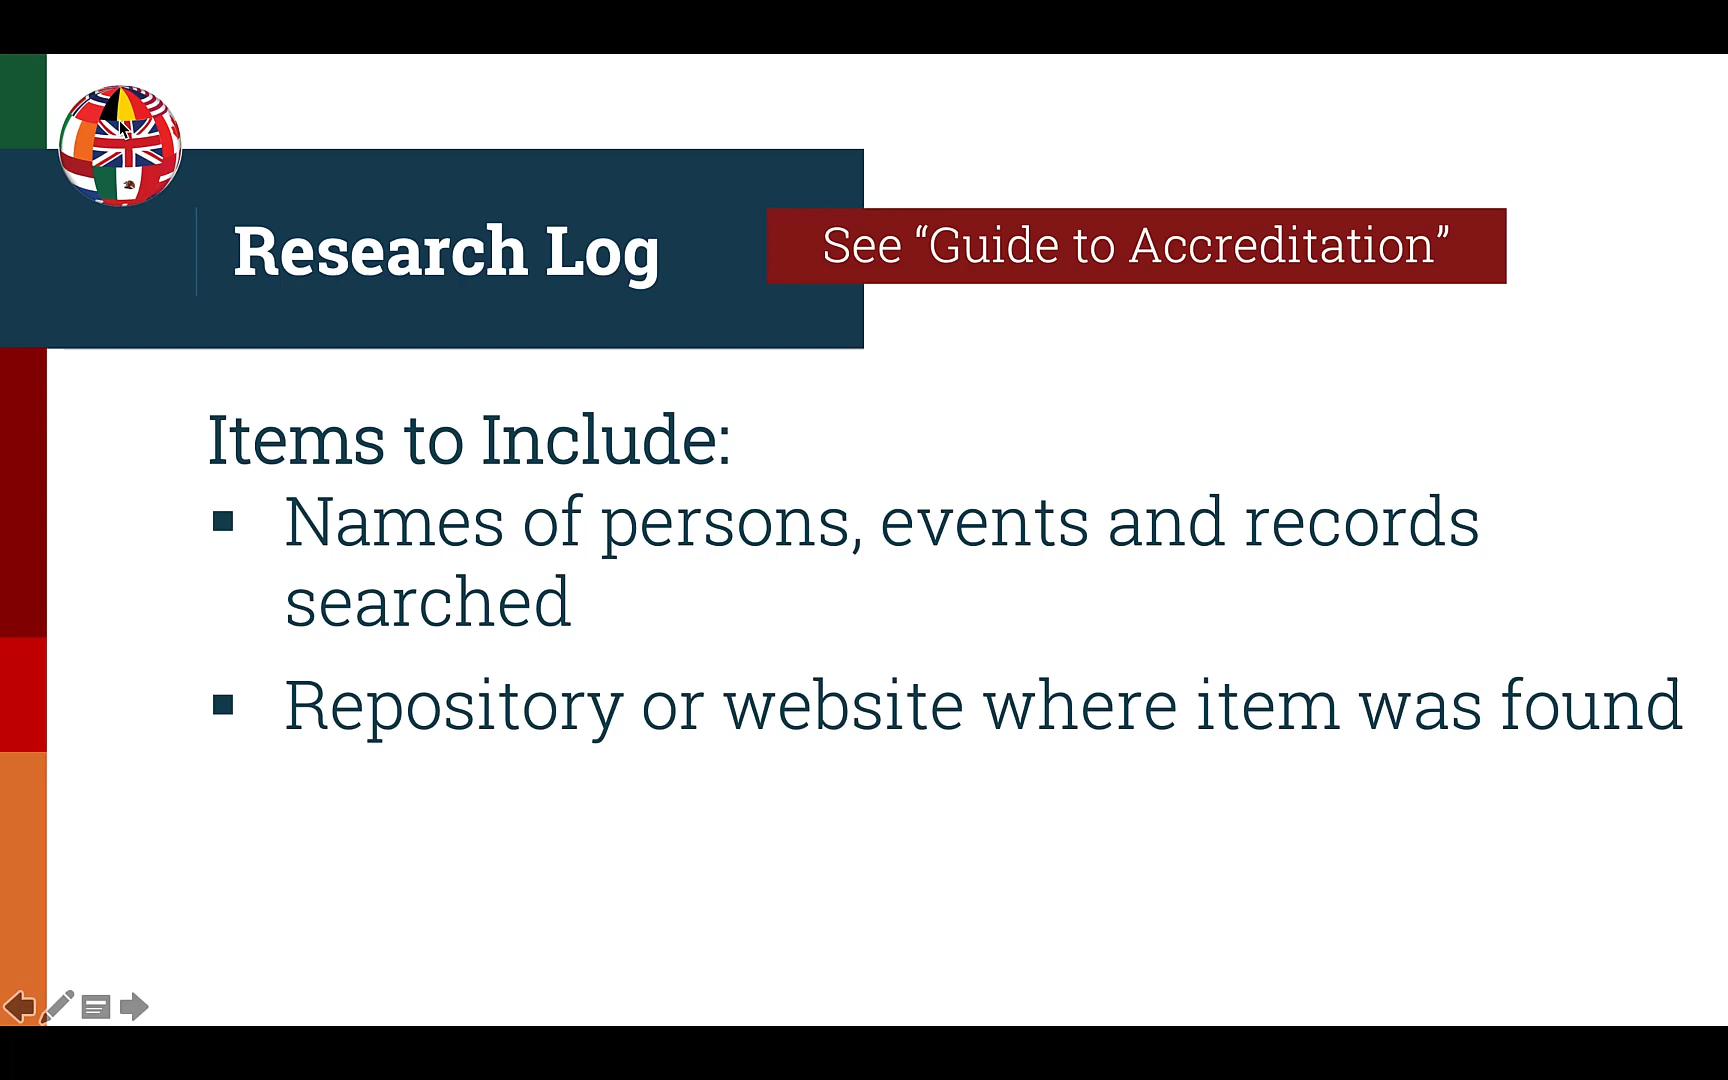 Research Log
See “Guide to Accreditation”
Items to Include:
▪ Names of persons, events and records
searched
▪ Repository or website where item was found